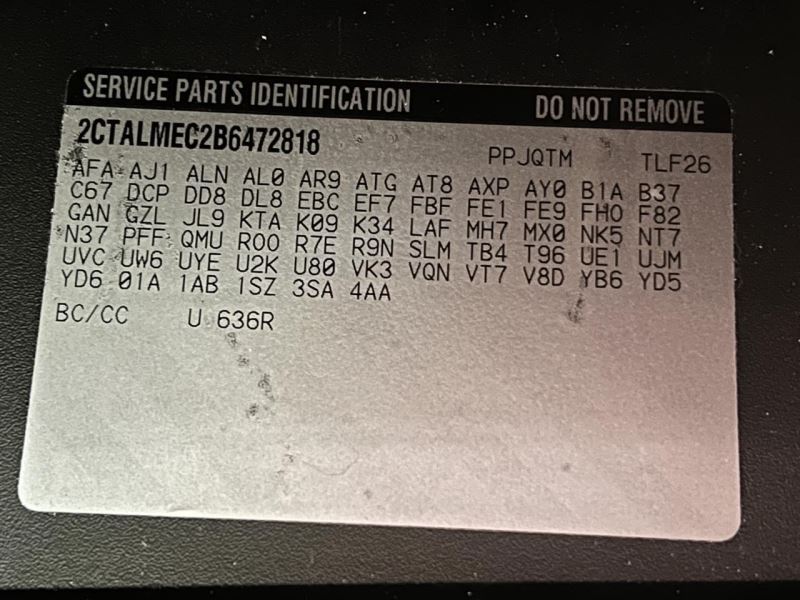 SERVICE PARTS IDENTIFICATION DO NOT REMOVE
2CTALMEC2B6472818 PPJQTM TLF26
AFA AJ1 ALN AL0 AR9 ATG AT8 AXP AY0 B1A B37
C67 DCP DD8 DL8 EBC EF7 FBF FE1 FE9 FHO F82
GAN GZL JL9 KTA K09 K34 LAF MH7 MX0 NK5 NT7
N37 PFF QMU ROO R7E R9N SLM TB4 T96 UE1 UJM
UVC UW6 UYE U2K U80 VK3 VQN VT7 V8D YB6 YD5
YD6 01A 1AB 1SZ 3SA 4AA
BC/CC U 636R